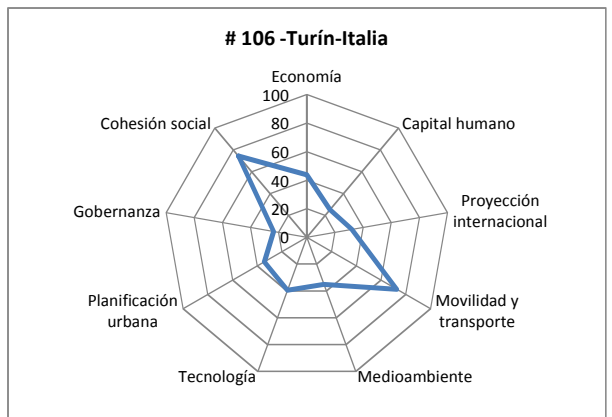 # 106 -Turín-Italia
Economía
Capital humano
Proyección
internacional
Movilidad y
transporte
Medioambiente
Tecnología
Planificación
urbana
Gobernanza
Cohesión social
100
80
60
40
20
0